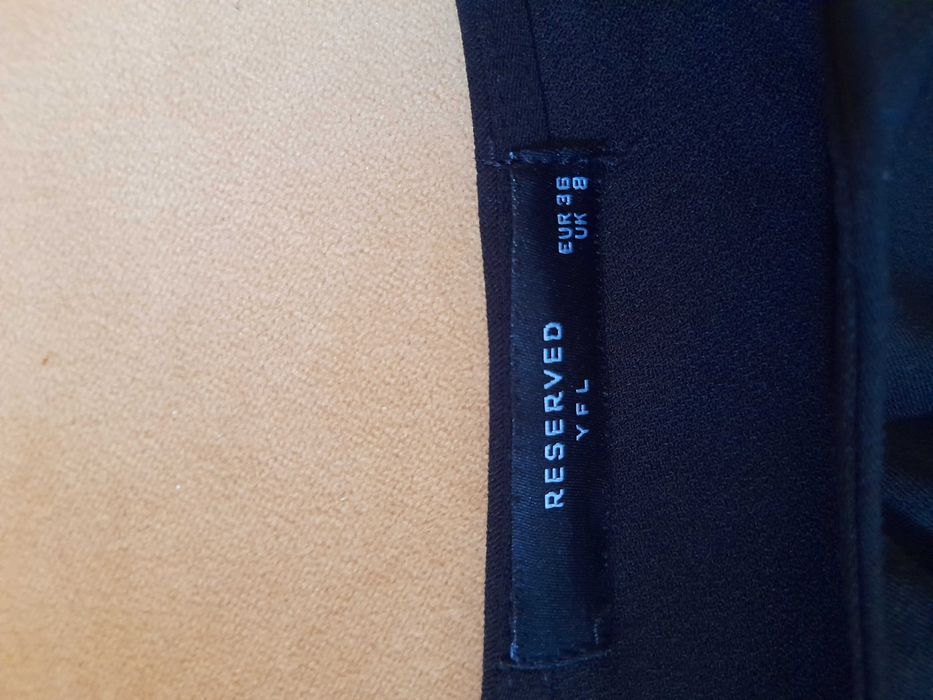 RESERVED
YFL
EUR 36
UK 8